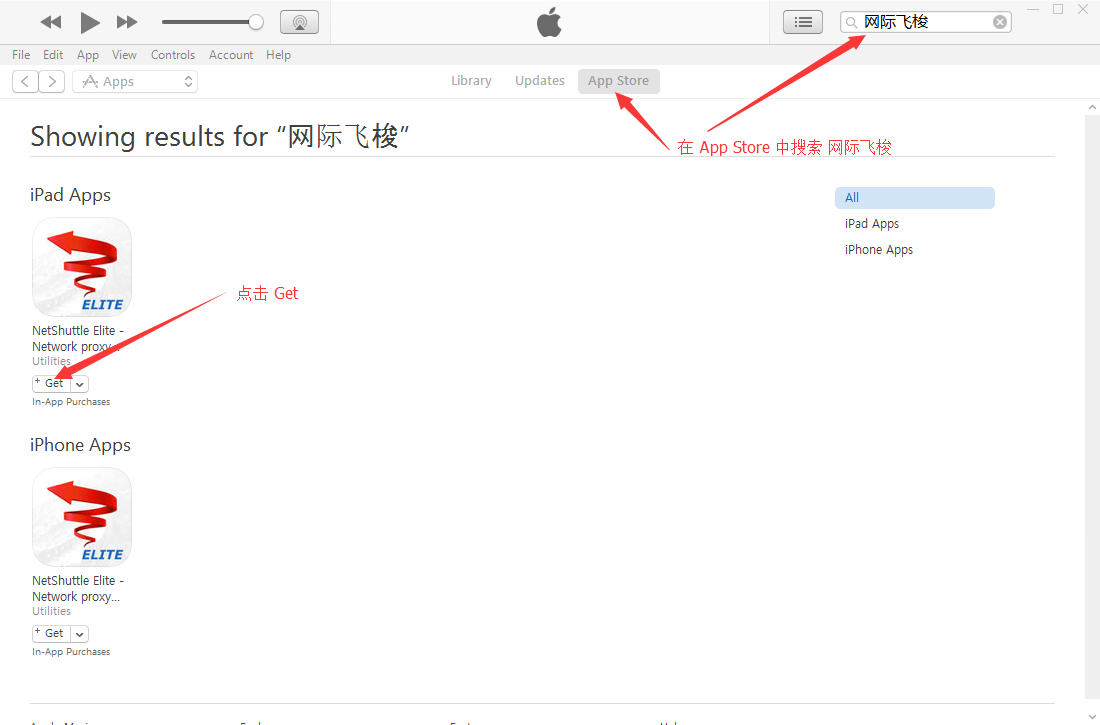 网际飞梭
File Edit App View Controls Account Help
Apps
Library Updates App Store
Showing results for “网际飞梭”
在 App Store 中搜索 网际飞梭
iPad Apps
All
iPad Apps
iPhone Apps
ELITE
点击 Get
NetShuttle Elite -
Network proxy...
Utilities
+ Get
In-App Purchases
iPhone Apps
ELITE
NetShuttle Elite -
Network proxy...
Utilities
+ Get
In-App Purchases